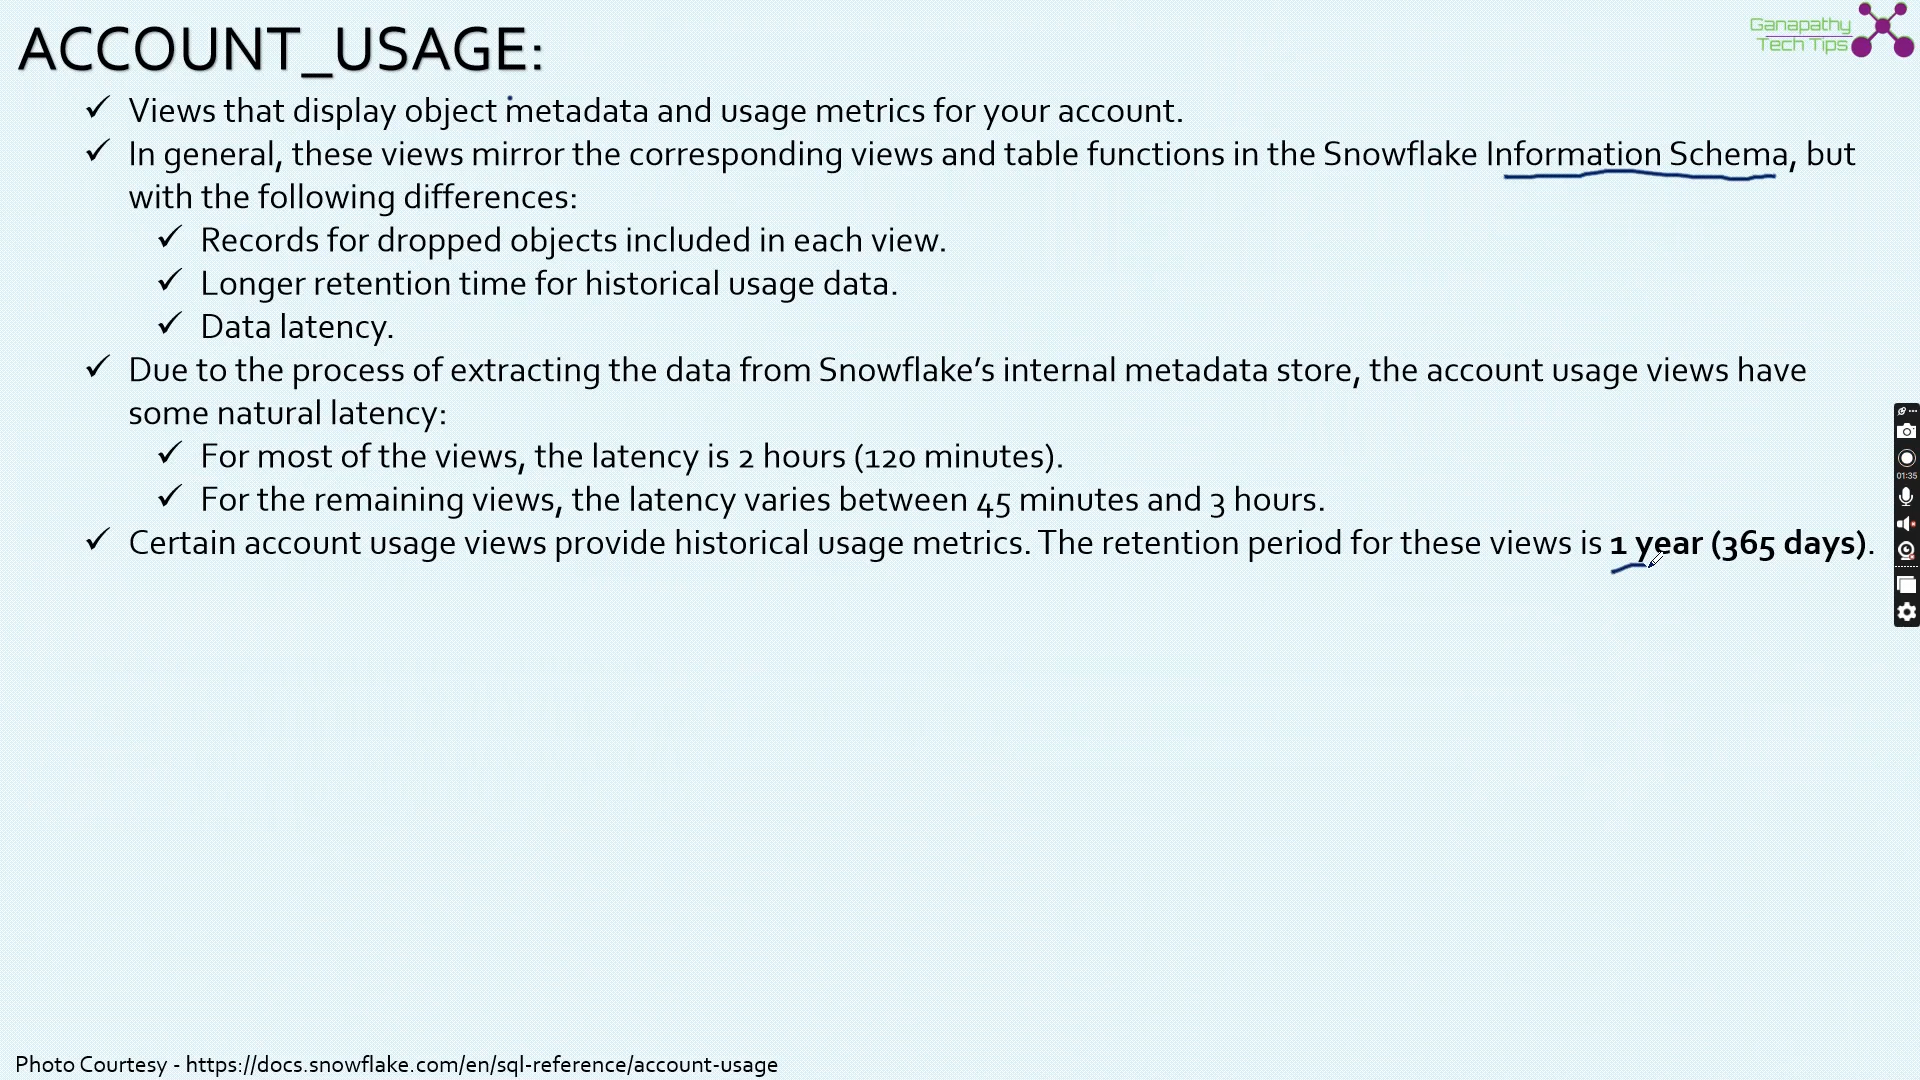 ACCOUNT_USAGE:
Ganapathy
Tech Tips
✓ Views that display object metadata and usage metrics for your account.
✓ In general, these views mirror the corresponding views and table functions in the Snowflake Information Schema, but
with the following differences:
✓ Records for dropped objects included in each view.
✓ Longer retention time for historical usage data.
✓ Data latency.
✓ Due to the process of extracting the data from Snowflake's internal metadata store, the account usage views have
some natural latency:
✓ For most of the views, the latency is 2 hours (120 minutes).
✓ For the remaining views, the latency varies between 45 minutes and 3 hours.
✓ Certain account usage views provide historical usage metrics. The retention period for these views is 1 year (365 days).
01:35
Photo Courtesy - https://docs.snowflake.com/en/sql-reference/account-usage